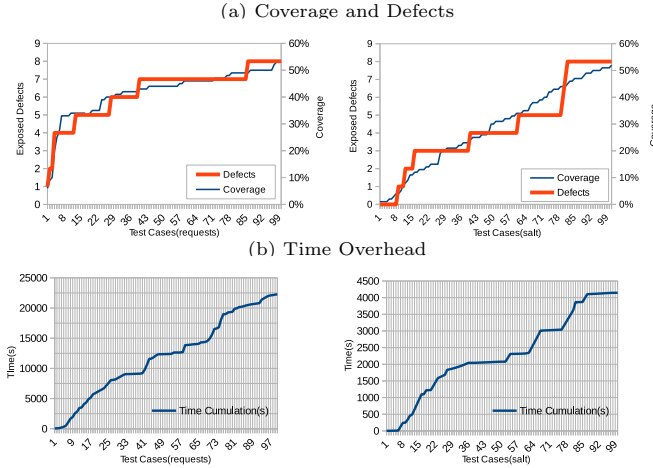 (a) Coverage and Defects
9 8 7 6 5 4 3 2 1 0
Exposed Defects
60% 50% 40% 30% 20% 10% 0%
Coverage
Defects
Coverage
1 8 15 22 29 36 43 50 57 64 71 78 85 92 99
Test Cases(requests)
9 8 7 6 5 4 3 2 1 0
Exposed Defects
60% 50% 40% 30% 20% 10% 0%
Coverage
Coverage
Defects
1 8 15 22 29 36 43 50 57 64 71 78 85 92 99
Test Cases(salt)
(b) Time Overhead
25000 20000 15000 10000 5000 0
TIme(s)
Time Cumulation(s)
1 9 17 25 33 41 49 57 65 73 81 89 97
Test Cases(requests)
4500 4000 3500 3000 2500 2000 1500 1000 500 0
Time(s)
Time Cumulation(s)
1 8 15 22 29 36 43 50 57 64 71 78 85 92 99
Test Cases(salt)